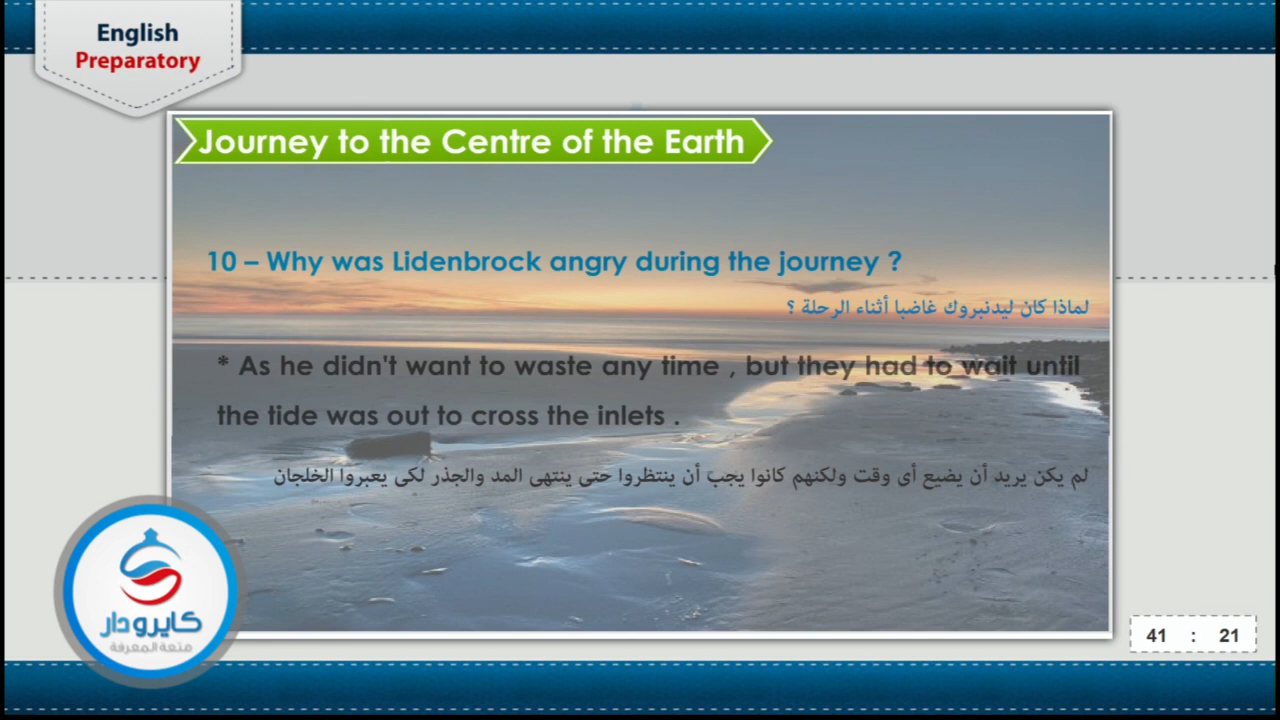 English
Preparatory
Journey to the Centre of the Earth
10 – Why was Lidenbrock angry during the journey ?
لماذا كان ليدنبروك غاضبا أثناء الرحلة ؟
* As he didn't want to waste any time , but they had to wait until
the tide was out to cross the inlets .
لم يكن يريد أن يضيع أى وقت ولكنهم كانوا يجب أن ينتظروا حتى ينتهى المد والجذر لكى يعبروا الخلجان
كايرودار
متعة المعرفة
41 : 21